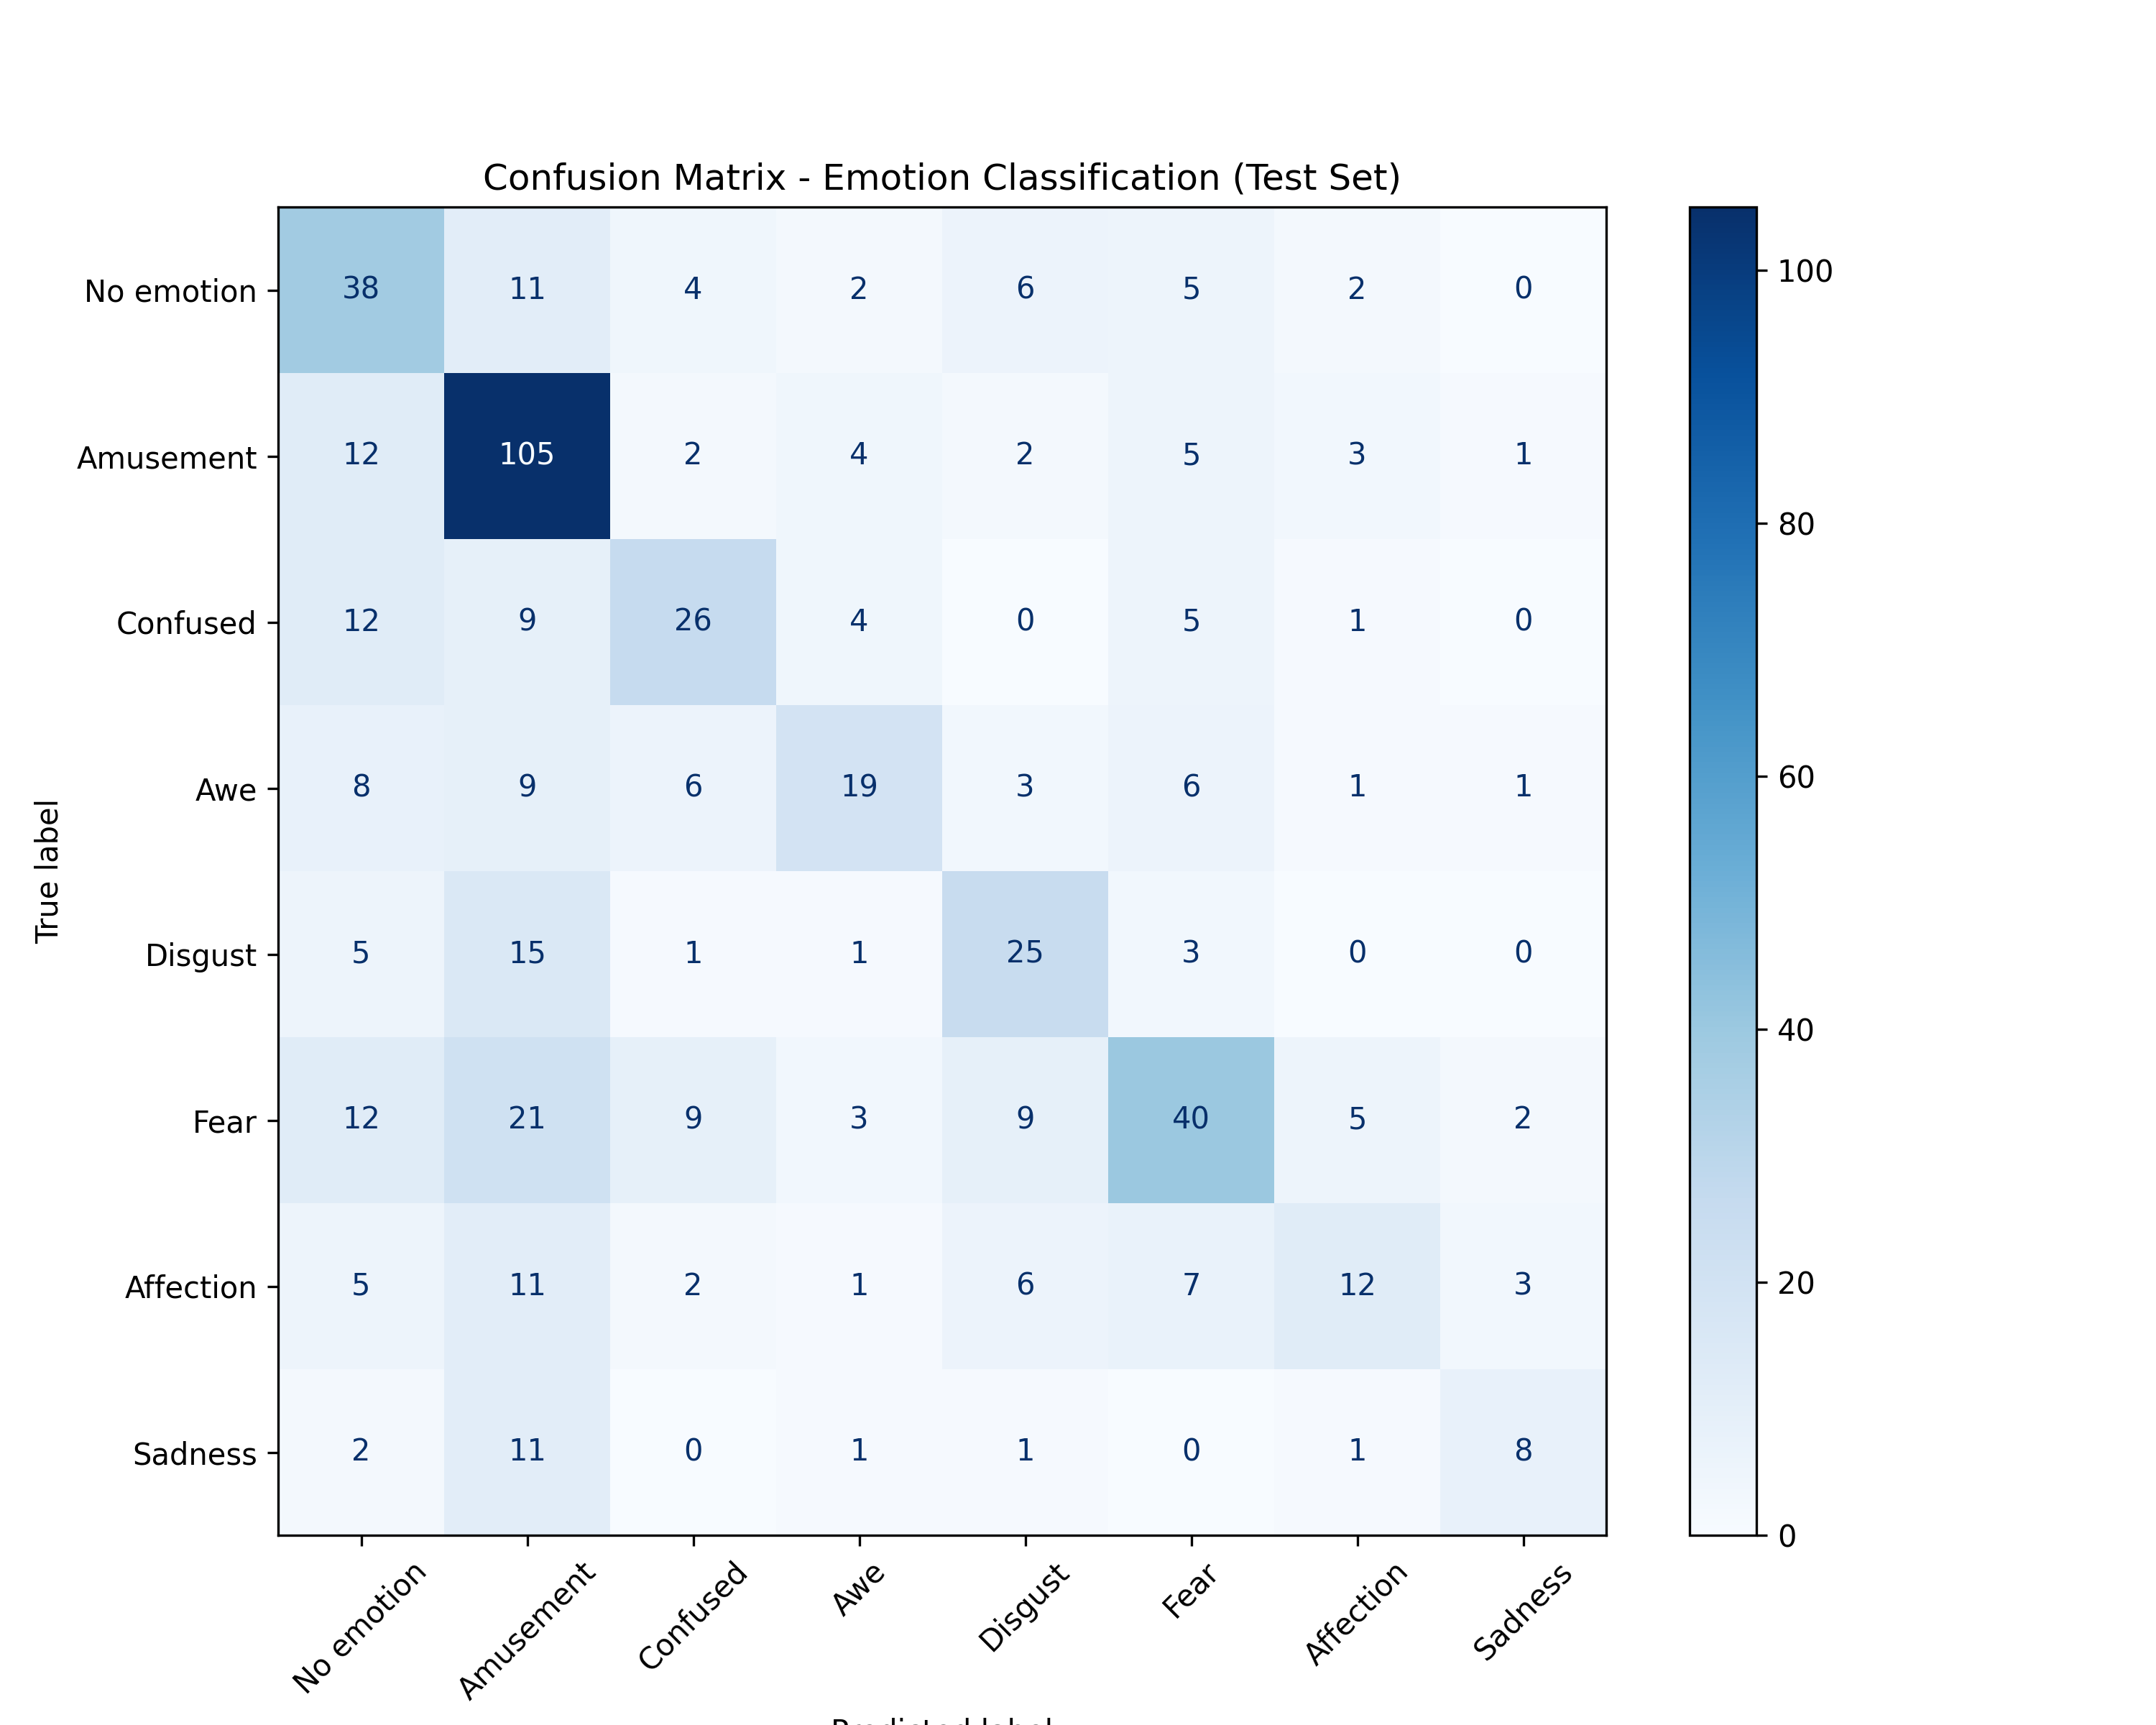 Confusion Matrix - Emotion Classification (Test Set)
No emotion 38 11 4 2 6 5 2 0
Amusement 12 105 2 4 2 5 3 1
Confused 12 9 26 4 0 5 1 0
Awe 8 9 6 19 3 6 1 1
Disgust 5 15 1 1 25 3 0 0
Fear 12 21 9 3 9 40 5 2
Affection 5 11 2 1 6 7 12 3
Sadness 2 11 0 1 1 0 1 8
True label
No emotion Amusement Confused Awe Disgust Fear Affection Sadness
Predicted label
100
80
60
40
20
0